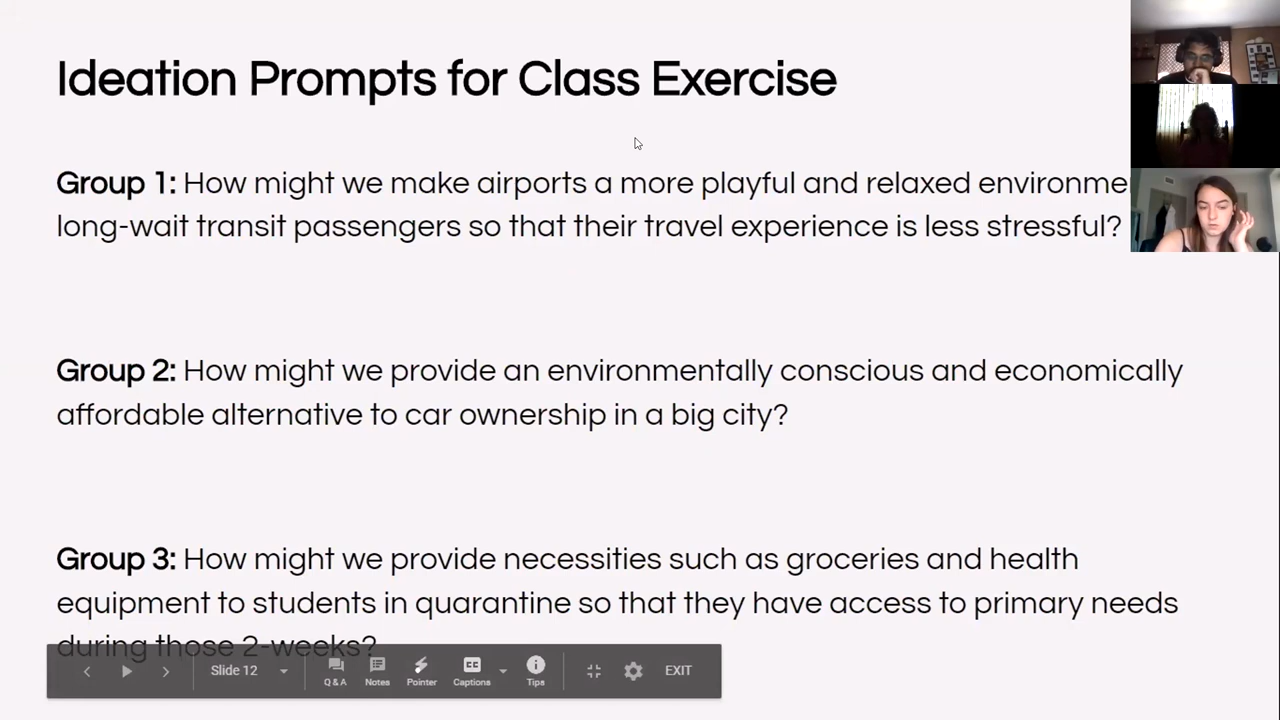 Ideation Prompts for Class Exercise
Group 1: How might we make airports a more playful and relaxed
long-wait transit passengers so that their travel experience is less stressful?
Group 2: How might we provide an environmentally conscious and economically
affordable alternative to car ownership in a big city?
Group 3: How might we provide necessities such as groceries and health
equipment to students in quarantine so that they have access to primary needs
during those 2-weeks?
Slide 12
Q & A
Notes
Pointer
CC
Captions
Tips
EXIT